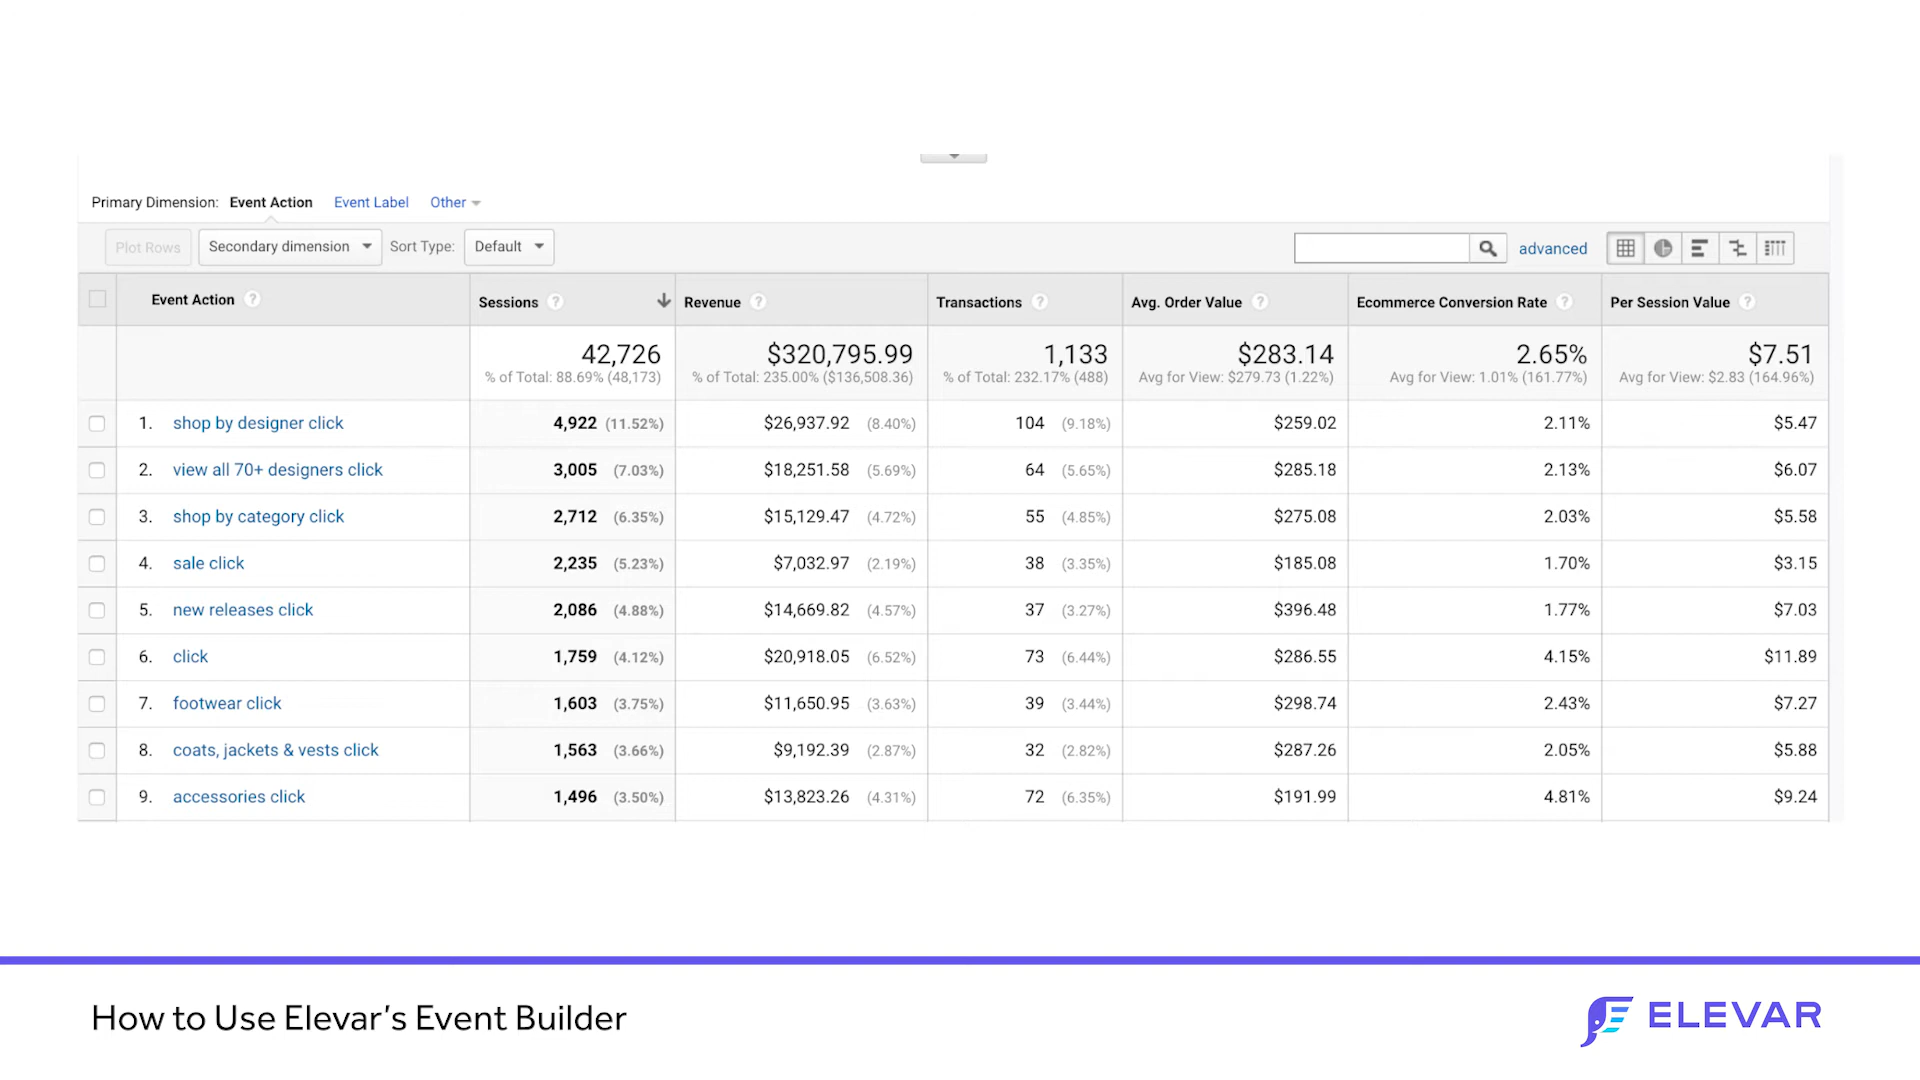 Primary Dimension: Event Action Event Label Other
Plot Rows Secondary dimension Sort Type: Default advanced
Event Action ? Sessions ? Revenue ? Transactions ? Avg. Order Value ? Ecommerce Conversion Rate ? Per Session Value ?
42,726 $320,795.99 1,133 $283.14 2.65% $7.51
% of Total: 88.69% (48,173) % of Total: 235.00% ($136,508.36) % of Total: 232.17% (488) Avg for View: $279.73 (1.22%) Avg for View: 1.01% (161.77%) Avg for View: $2.83 (164.96%)
1. shop by designer click 4,922 (11.52%) $26,937.92 (8.40%) 104 (9.18%) $259.02 2.11% $5.47
2. view all 70+ designers click 3,005 (7.03%) $18,251.58 (5.69%) 64 (5.65%) $285.18 2.13% $6.07
3. shop by category click 2,712 (6.35%) $15,129.47 (4.72%) 55 (4.85%) $275.08 2.03% $5.58
4. sale click 2,235 (5.23%) $7,032.97 (2.19%) 38 (3.35%) $185.08 1.70% $3.15
5. new releases click 2,086 (4.88%) $14,669.82 (4.57%) 37 (3.27%) $396.48 1.77% $7.03
6. click 1,759 (4.12%) $20,918.05 (6.52%) 73 (6.44%) $286.55 4.15% $11.89
7. footwear click 1,603 (3.75%) $11,650.95 (3.63%) 39 (3.44%) $298.74 2.43% $7.27
8. coats, jackets & vests click 1,563 (3.66%) $9,192.39 (2.87%) 32 (2.82%) $287.26 2.05% $5.88
9. accessories click 1,496 (3.50%) $13,823.26 (4.31%) 72 (6.35%) $191.99 4.81% $9.24
How to Use Elevar's Event Builder
ELEVAR